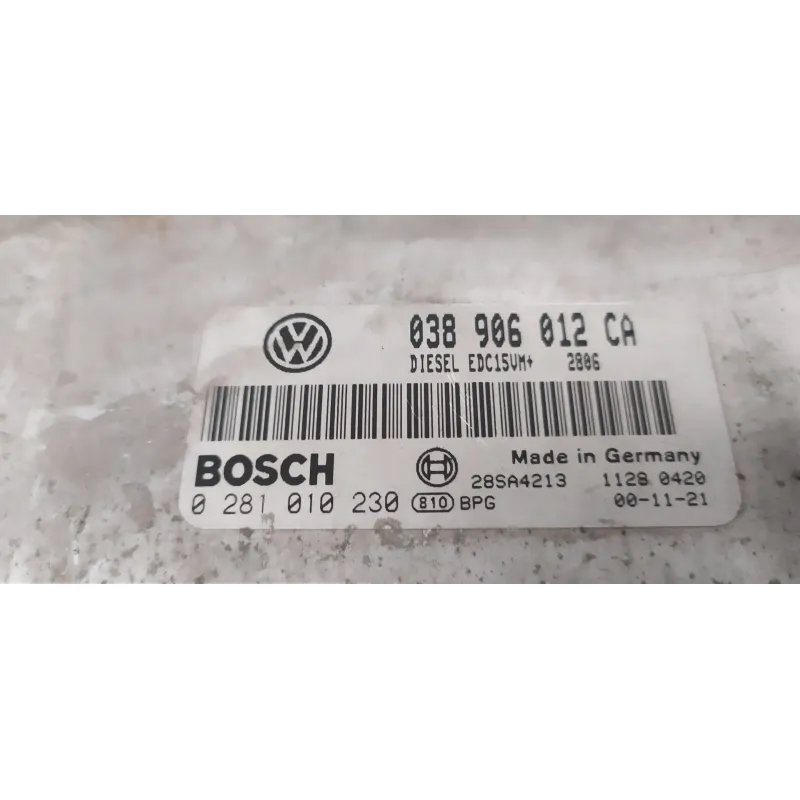 038 906 012 CA
DIESEL EDC15VM+ 2806
BOSCH
Made in Germany
28SA4213 1128 0420
0 281 010 230 810 BPG 00-11-21